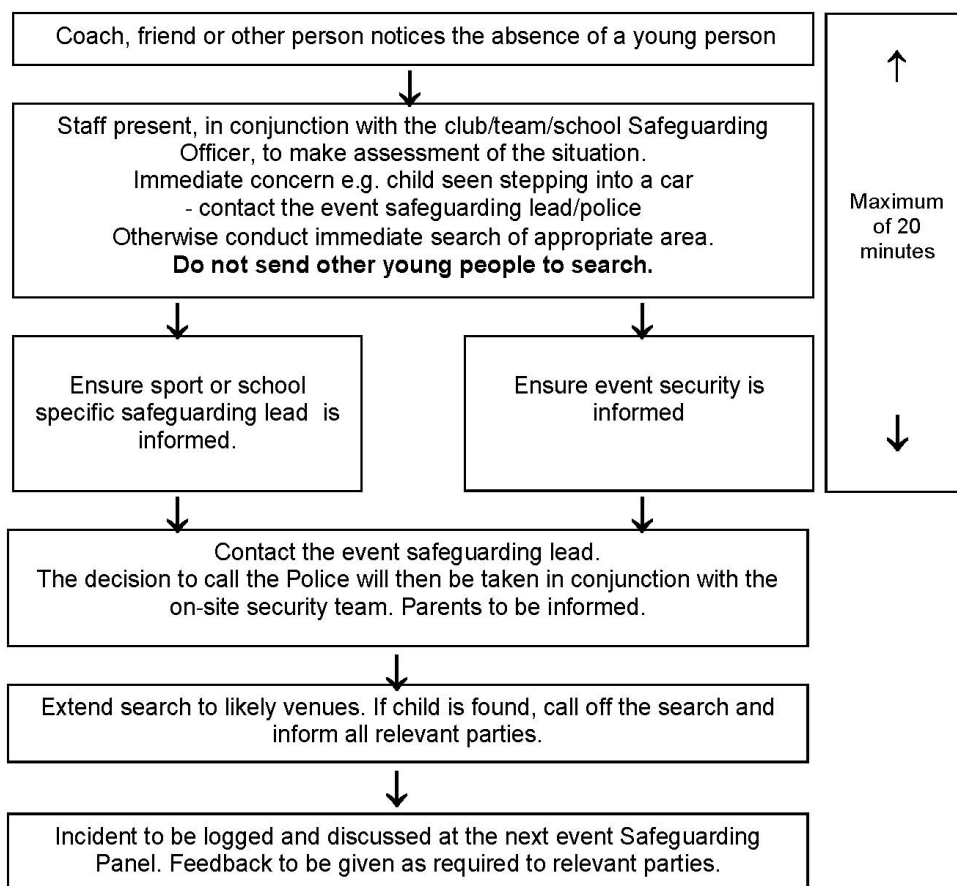 Coach, friend or other person notices the absence of a young person
Staff present, in conjunction with the club/team/school Safeguarding
Officer, to make assessment of the situation.
Immediate concern e.g. child seen stepping into a car
- contact the event safeguarding lead/police
Otherwise conduct immediate search of appropriate area.
Do not send other young people to search.
Maximum
of 20
minutes
Ensure sport or school
specific safeguarding lead is
informed.
Ensure event security is
informed
Contact the event safeguarding lead.
The decision to call the Police will then be taken in conjunction with the
on-site security team. Parents to be informed.
Extend search to likely venues. If child is found, call off the search and
inform all relevant parties.
Incident to be logged and discussed at the next event Safeguarding
Panel. Feedback to be given as required to relevant parties.